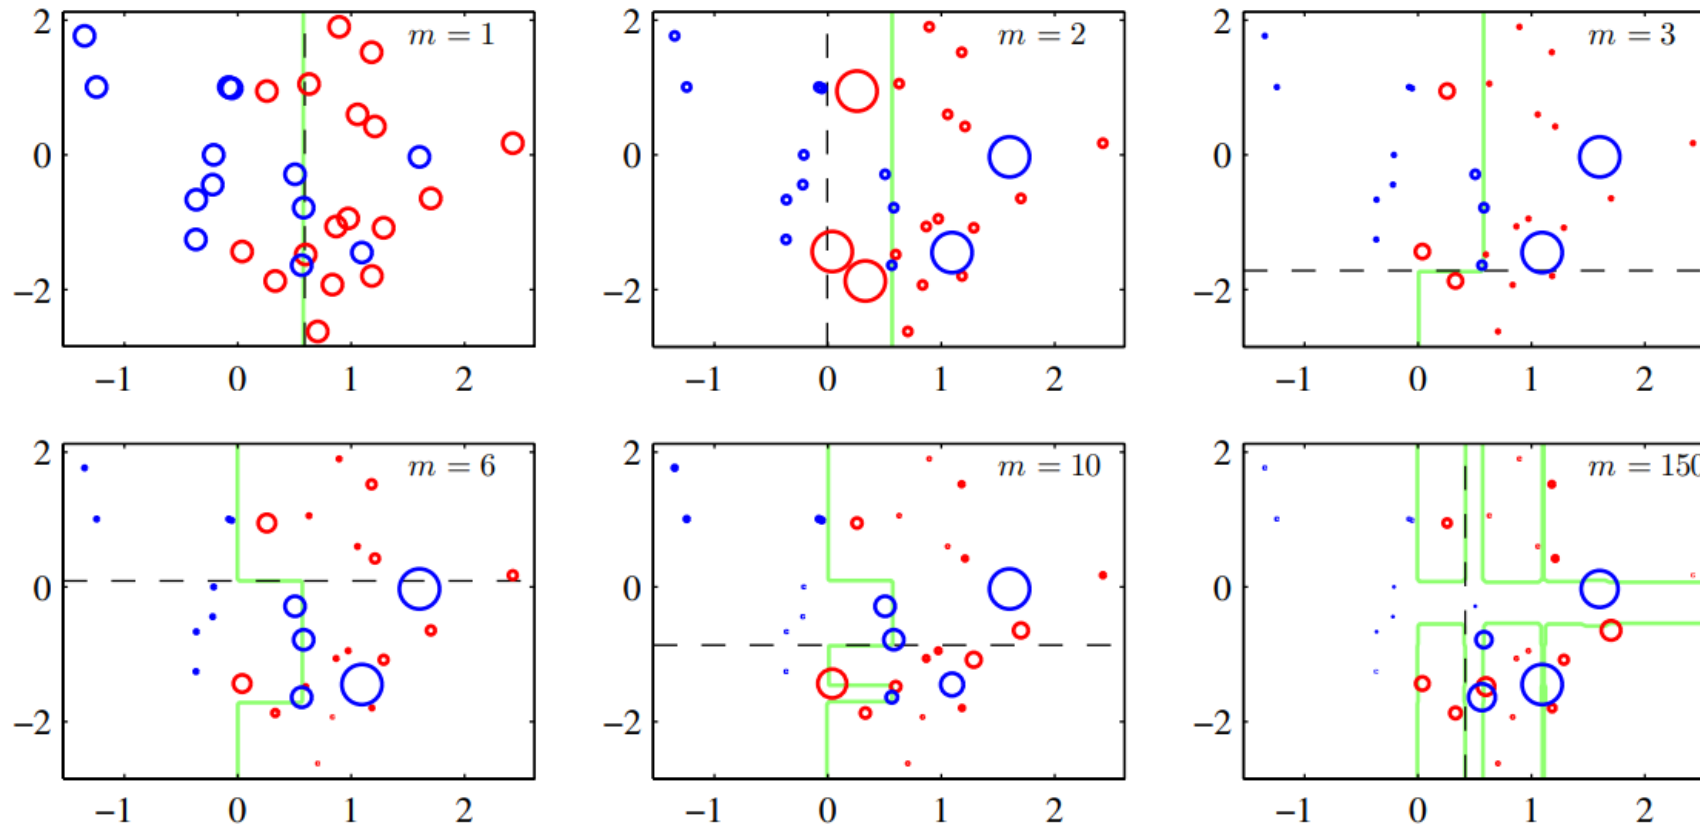 2 m = 1 2 m = 2 2 m = 3
0 0 0
−2 −2 −2
−1 0 1 2 −1 0 1 2 −1 0 1 2
2 m = 6 2 m = 10 2 m = 150
0 0 0
−2 −2 −2
−1 0 1 2 −1 0 1 2 −1 0 1 2